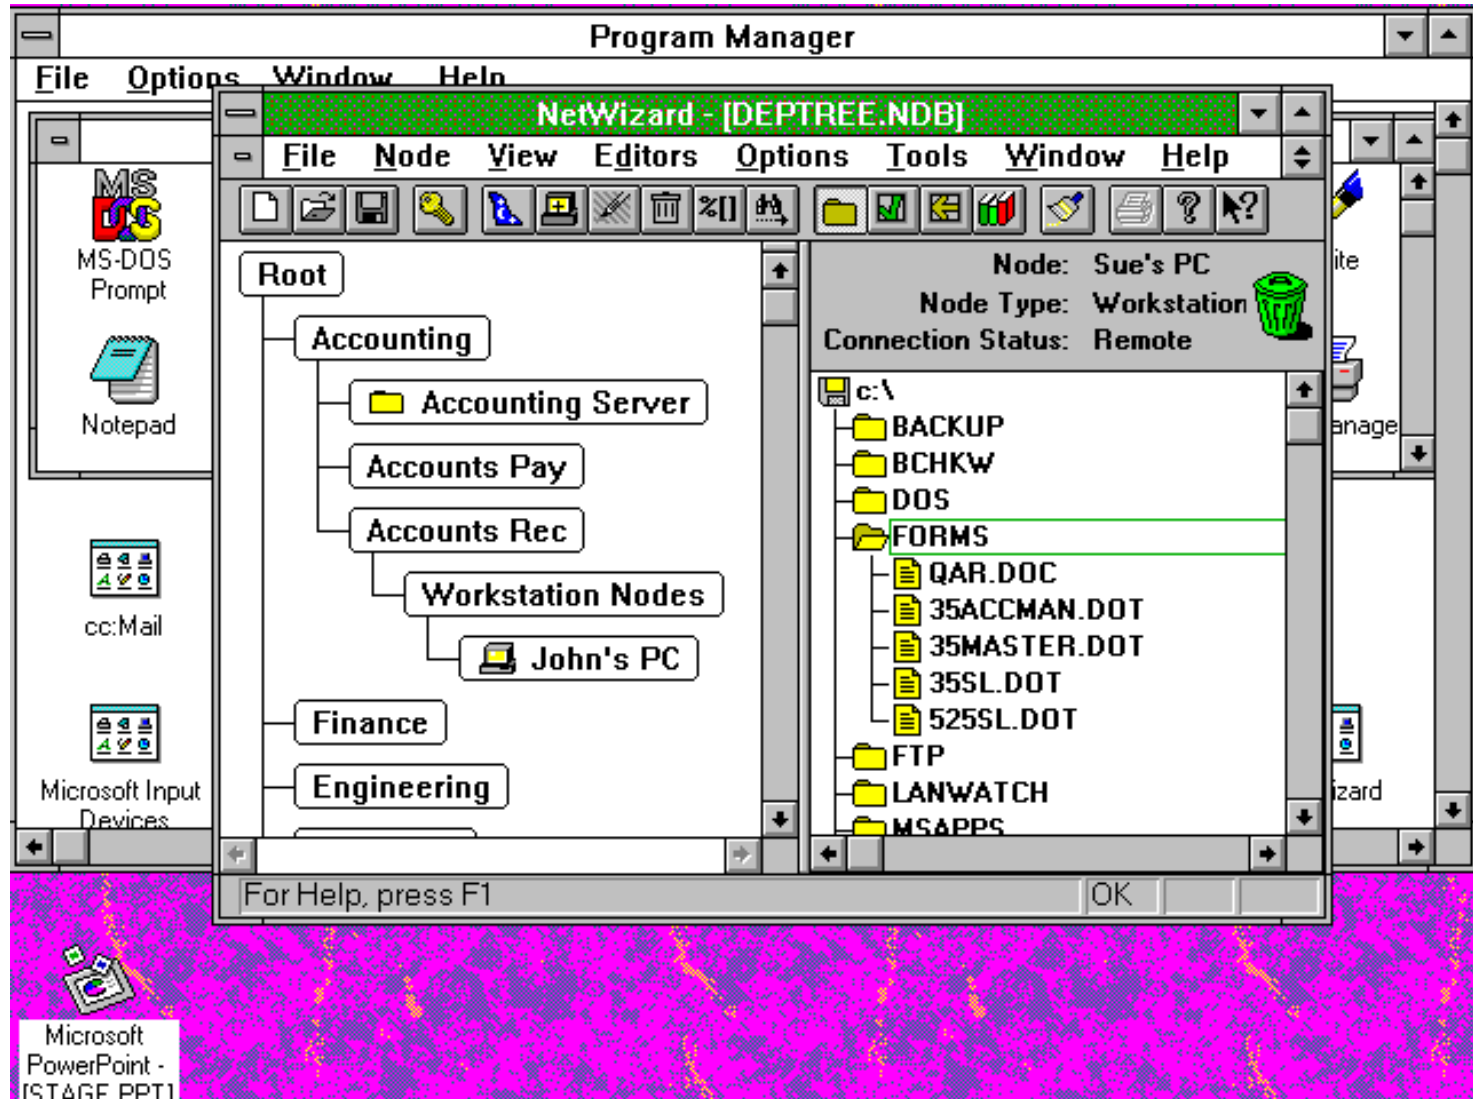 Program Manager
File Options Window Help
NetWizard - [DEPTREE.NDB]
File Node View Editors Options Tools Window Help
%[]
MS-DOS
Prompt
Notepad
cc:Mail
Microsoft Input
Devices
Root
Accounting
Accounting Server
Accounts Pay
Accounts Rec
Workstation Nodes
John's PC
Finance
Engineering
Node: Sue's PC
Node Type: Workstation
Connection Status: Remote
c:\
BACKUP
BCHKW
DOS
FORMS
QAR.DOC
35ACCMAN.DOT
35MASTER.DOT
35SL.DOT
525SL.DOT
FTP
LANWATCH
MSAPPS
ite
anage
izard
For Help, press F1
OK
Microsoft
PowerPoint -
[STAGE.PPT]